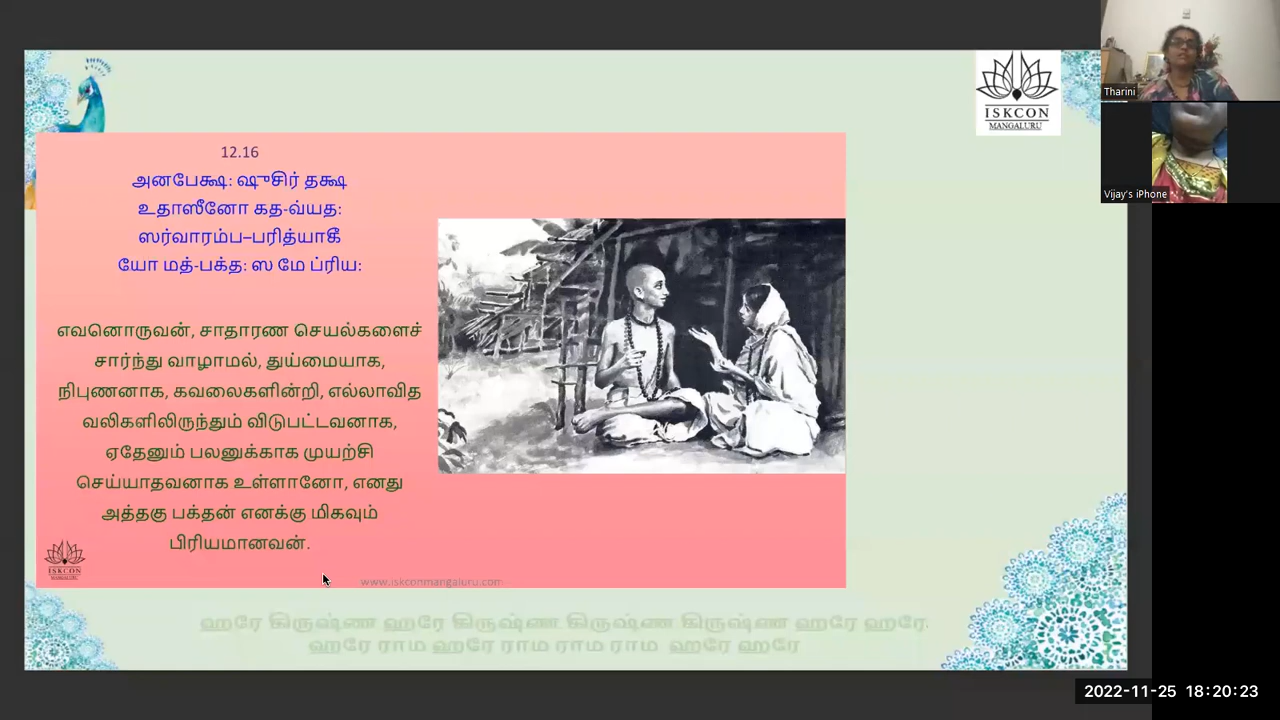 ISKCON
MANGALURU
Tharini
Vijay's iPhone
12.16
அனபேக்ஷ: ஷுசிர் தக்ஷ
உதாஸீனோ கத-வ்யத:
ஸர்வாரம்ப–பரித்யாகீ
யோ மத்-பக்த: ஸ மே ப்ரிய:
எவனொருவன், சாதாரண செயல்களைச்
சார்ந்து வாழாமல், துய்மையாக,
நிபுணனாக, கவலைகளின்றி, எல்லாவித
வலிகளிலிருந்தும் விடுபட்டவனாக,
ஏதேனும் பலனுக்காக முயற்சி
செய்யாதவனாக உள்ளானோ, எனது
அத்தகு பக்தன் எனக்கு மிகவும்
பிரியமானவன்.
ISKCON
www.iskconmangaluru.com
ஹரே கிருஷ்ண ஹரே கிருஷ்ண கிருஷ்ண கிருஷ்ண ஹரே ஹரே
ஹரே ராம ஹரே ராம ராம ராம ஹரே ஹரே
2022-11-25 18:20:23